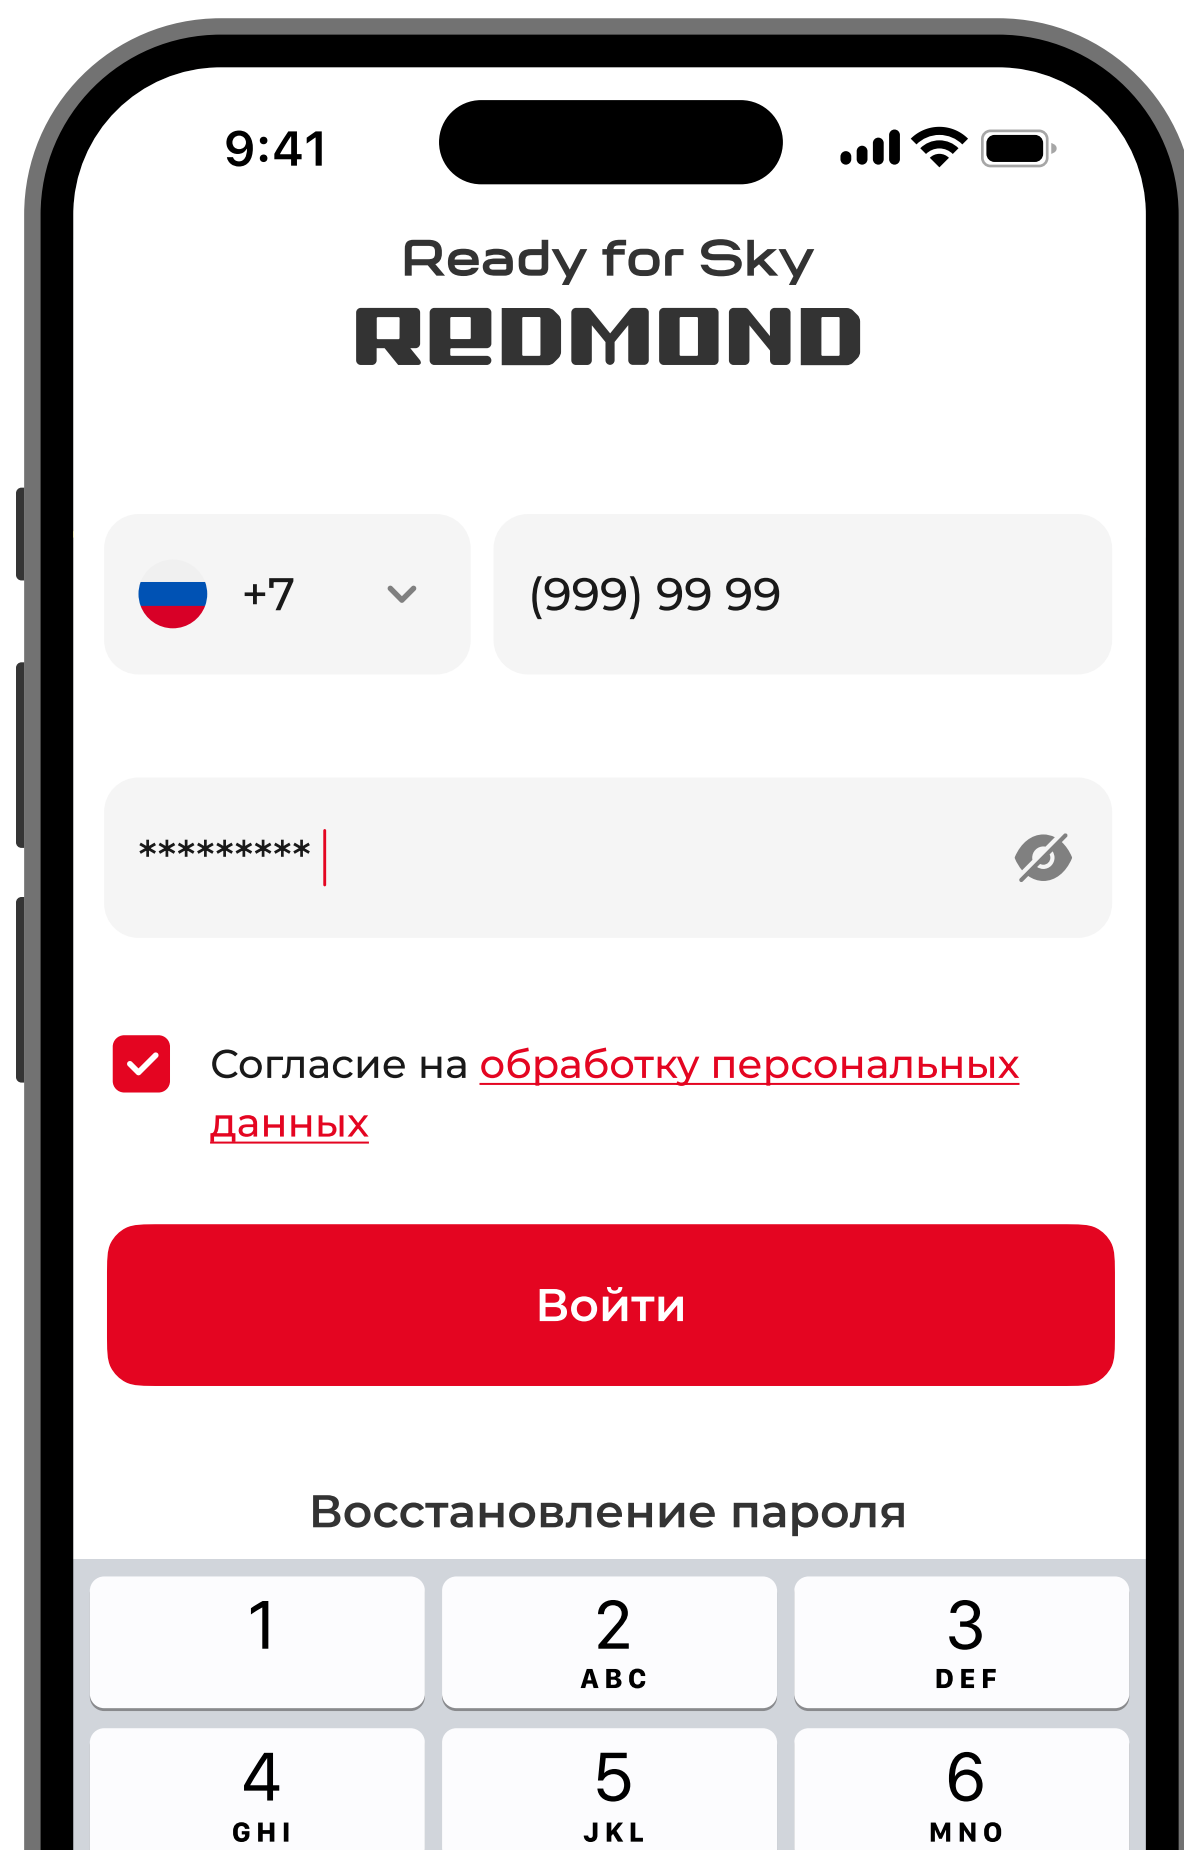 9:41
Ready for Sky
REDMOND
+7
(999) 99 99
*********
Согласие на обработку персональных
данных
Войти
Восстановление пароля
1
2
3
ABC
DEF
4
5
6
GHI
JKL
MNO